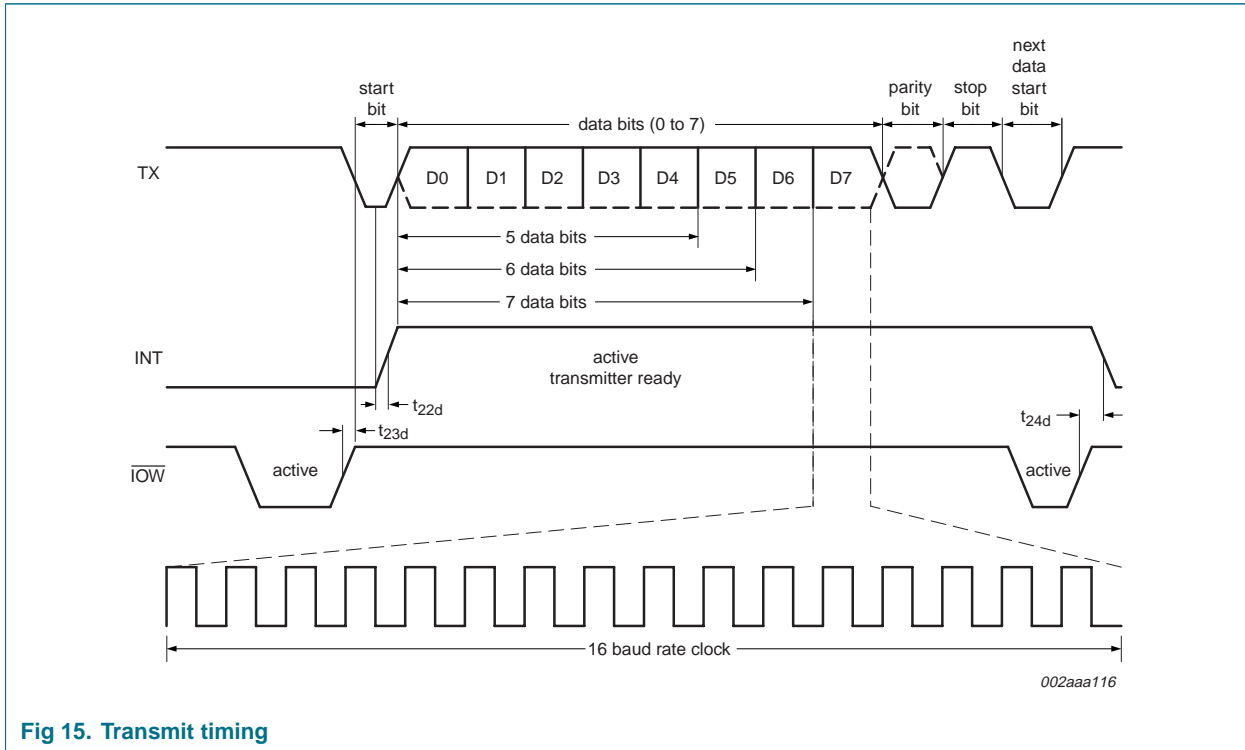 next
data
start
bit
start
bit
parity
bit
stop
bit
data bits (0 to 7)
TX
D0 D1 D2 D3 D4 D5 D6 D7
5 data bits
6 data bits
7 data bits
INT
active
transmitter ready
t22d
t23d
t24d
IOW
active
active
16 baud rate clock
002aaa116
Fig 15. Transmit timing